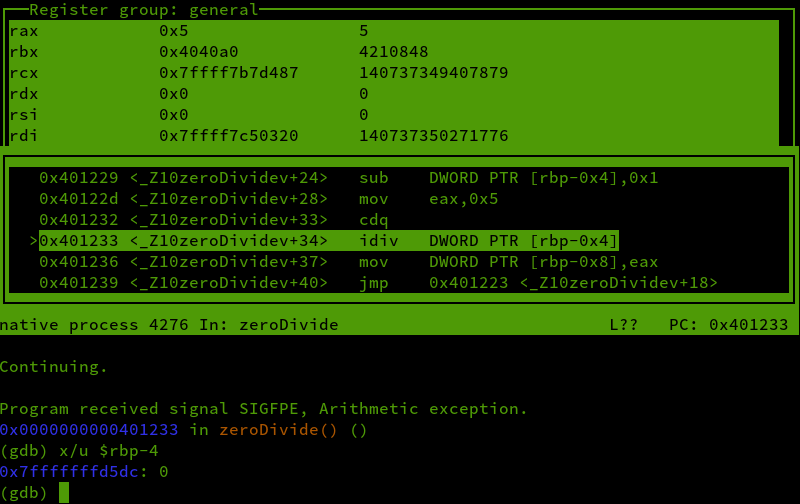 Register group: general
rax 0x5 5
rbx 0x4040a0 4210848
rcx 0x7ffff7b7d487 140737349407879
rdx 0x0 0
rsi 0x0 0
rdi 0x7ffff7c50320 140737350271776
0x401229 <_Z10zeroDividev+24> sub DWORD PTR [rbp-0x4],0x1
0x40122d <_Z10zeroDividev+28> mov eax,0x5
0x401232 <_Z10zeroDividev+33> cdq
>0x401233 <_Z10zeroDividev+34> idiv DWORD PTR [rbp-0x4]
0x401236 <_Z10zeroDividev+37> mov DWORD PTR [rbp-0x8],eax
0x401239 <_Z10zeroDividev+40> jmp 0x401223 <_Z10zeroDividev+18>
native process 4276 In: zeroDivide L?? PC: 0x401233
Continuing.
Program received signal SIGFPE, Arithmetic exception.
0x0000000000401233 in zeroDivide() ()
(gdb) x/u $rbp-4
0x7fffffffd5dc: 0
(gdb)